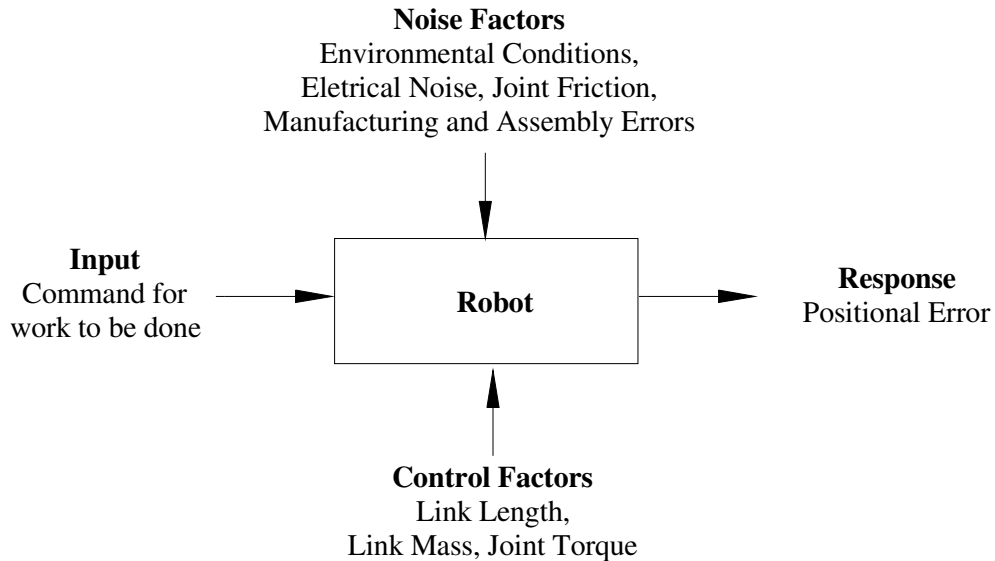 Noise Factors
Environmental Conditions,
Eletrical Noise, Joint Friction,
Manufacturing and Assembly Errors
Input
Command for
work to be done
Robot
Response
Positional Error
Control Factors
Link Length,
Link Mass, Joint Torque